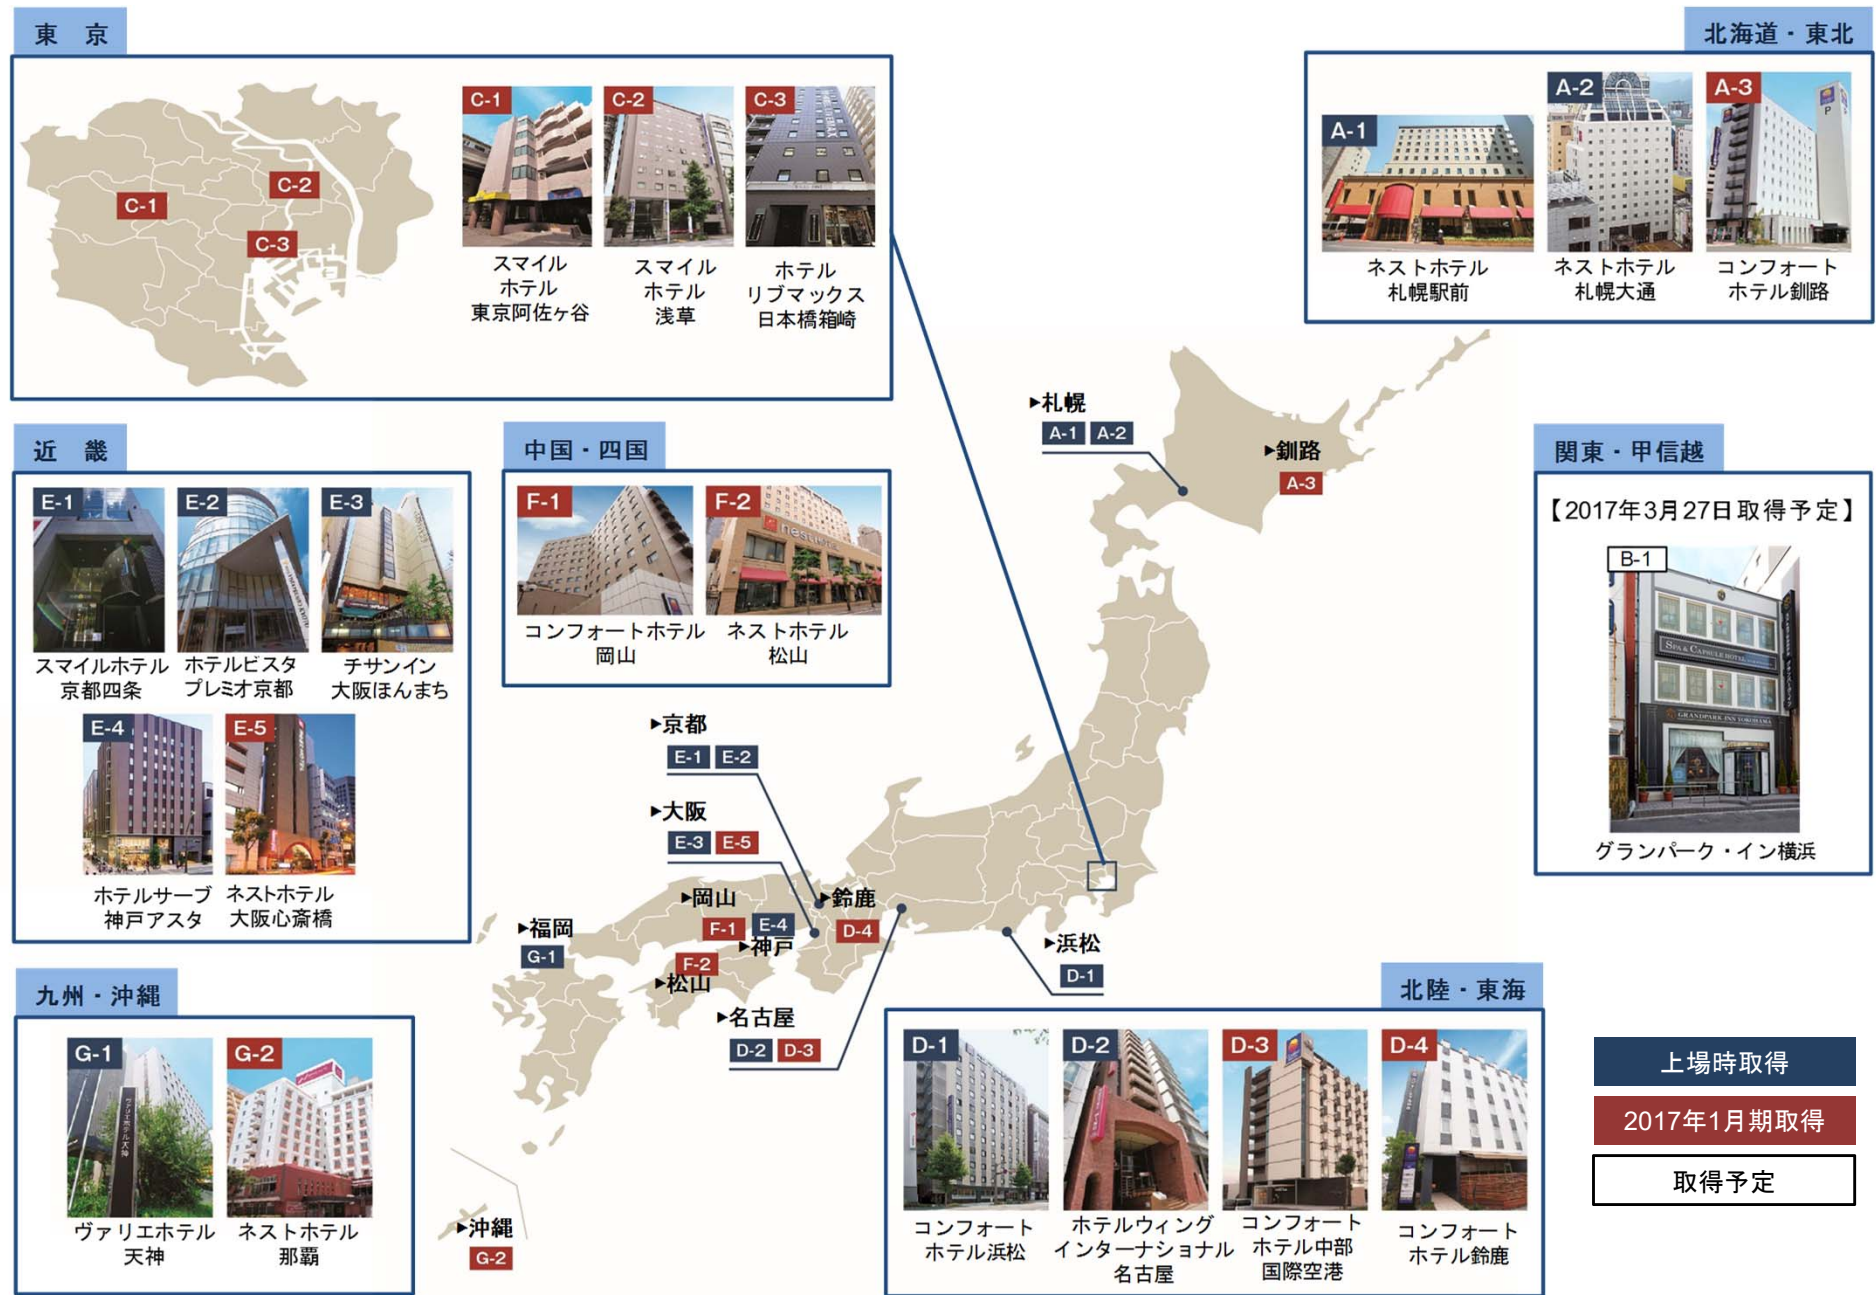 東 京
C-1
C-2
C-3
C-1
スマイル
ホテル
東京阿佐ヶ谷
C-2
スマイル
ホテル
浅草
C-3
ホテル
リブマックス
日本橋箱崎
北海道・東北
A-1
ネストホテル
札幌駅前
A-2
ネストホテル
札幌大通
A-3
P
コンフォート
ホテル釧路
近 畿
E-1
スマイルホテル
京都四条
E-2
ホテルビスタ
プレミオ京都
E-3
チサンイン
大阪ほんまち
E-4
ホテルサーブ
神戸アスタ
E-5
ネストホテル
大阪心斎橋
中国・四国
F-1
コンフォートホテル
岡山
F-2
nest
ネストホテル
松山
関東・甲信越
【2017年3月27日取得予定】
B-1
SPA & CAPSULE HOTEL
GRANDPARK INN YOKOHAMA
グランパーク・イン横浜
▶札幌
A-1 A-2
▶釧路
A-3
▶京都
E-1 E-2
▶大阪
E-3 E-5
▶岡山
F-1
E-4
▶神戸
▶鈴鹿
D-4
▶福岡
G-1
F-2
▶松山
▶浜松
D-1
▶名古屋
D-2 D-3
▶沖縄
G-2
九州・沖縄
G-1
ヴァリエホテル天神
ヴァリエホテル
天神
G-2
ネストホテル
那覇
北陸・東海
D-1
コンフォート
ホテル浜松
D-2
ホテルウィング
インターナショナル
名古屋
D-3
コンフォート
ホテル中部
国際空港
D-4
コンフォート
ホテル鈴鹿
上場時取得
2017年1月期取得
取得予定